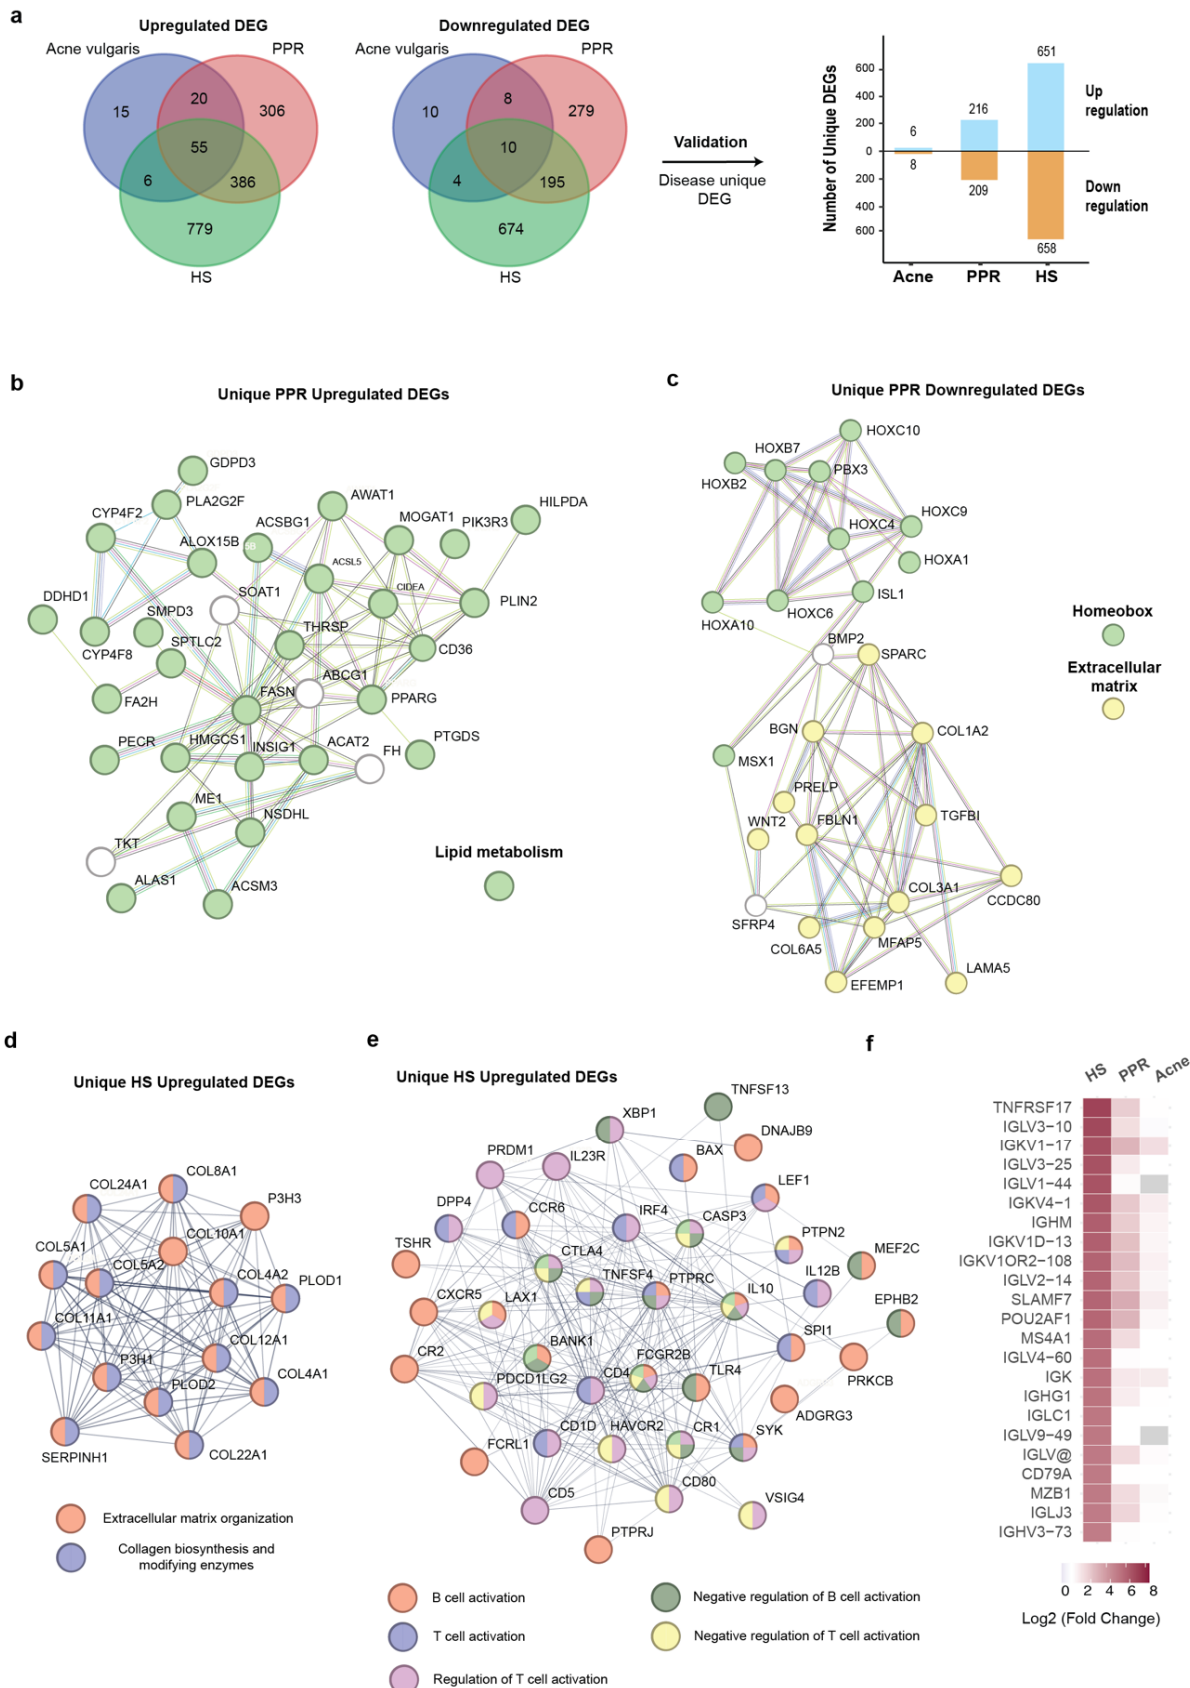 a
Upregulated DEG
Acne vulgaris
PPR
15
20
306
55
6
386
779
HS
Downregulated DEG
Acne vulgaris
PPR
10
8
279
10
4
195
674
HS
Validation
Disease unique
DEG
Number of Unique DEGs
600
400
200
0
200
400
600
6
8
216
209
651
658
Up
regulation
Down
regulation
Acne
PPR
HS
b
Unique PPR Upregulated DEGs
GDPD3
PLA2G2F
CYP4F2
ALOX15B
ACSBG1
AWAT1
MOGAT1
PIK3R3
HILPDA
5B
ACSL5
CIDEA
PLIN2
DDHD1
SMPD3
SOAT1
CYP4F8
SPTLC2
THRSP
CD36
FA2H
FASN
ABCG1
PPARG
PECR
HMGCS1
INSIG1
ACAT2
FH
PTGDS
ME1
NSDHL
TKT
ALAS1
ACSM3
Lipid metabolism
c
Unique PPR Downregulated DEGs
HOXC10
HOXB7
HOXB2
PBX3
HOXC9
HOXC4
HOXA1
ISL1
HOXA10
HOXC6
BMP2
SPARC
Homeobox
Extracellular
matrix
BGN
COL1A2
MSX1
PRELP
WNT2
FBLN1
TGFBI
COL3A1
CCDC80
SFRP4
COL6A5
MFAP5
LAMA5
EFEMP1
d
Unique HS Upregulated DEGs
COL8A1
COL24A1
P3H3
COL10A1
COL5A1
COL5A2
COL4A2
PLOD1
COL11A1
COL12A1
P3H1
PLOD2
COL4A1
SERPINH1
COL22A1
Extracellular matrix organization
Collagen biosynthesis and
modifying enzymes
e
Unique HS Upregulated DEGs
TNFSF13
XBP1
DNAJB9
PRDM1
IL23R
BAX
LEF1
DPP4
CCR6
IRF4
CASP3
PTPN2
TSHR
CTLA4
MEF2C
TNFSF4
PTPRC
IL12B
CXCR5
LAX1
IL10
EPHB2
BANK1
SPI1
CR2
FCGR2B
CD4
TLR4
PRKCB
PDCD1LG2
ADGRG3
CD1D
HAVCR2
CR1
SYK
FCRL1
CD80
CD5
VSIG4
PTPRJ
B cell activation
T cell activation
Regulation of T cell activation
Negative regulation of B cell activation
Negative regulation of T cell activation
f
HS
PPR
Acne
TNFRSF17
IGLV3−10
IGKV1−17
IGLV3−25
IGLV1−44
IGKV4−1
IGHM
IGKV1D−13
IGKV1OR2−108
IGLV2−14
SLAMF7
POU2AF1
MS4A1
IGLV4−60
IGK
IGHG1
IGLC1
IGLV9−49
IGLV@
CD79A
MZB1
IGLJ3
IGHV3−73
0 2 4 6 8
Log2 (Fold Change)